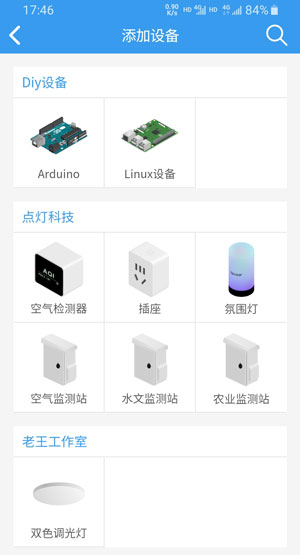 17:46 0.90 K/s HD 4G HD 4G 84%
添加设备
Diy设备
Arduino Linux设备
点灯科技
AQI
空气检测器 插座 氛围灯
空气监测站 水文监测站 农业监测站
老王工作室
双色调光灯